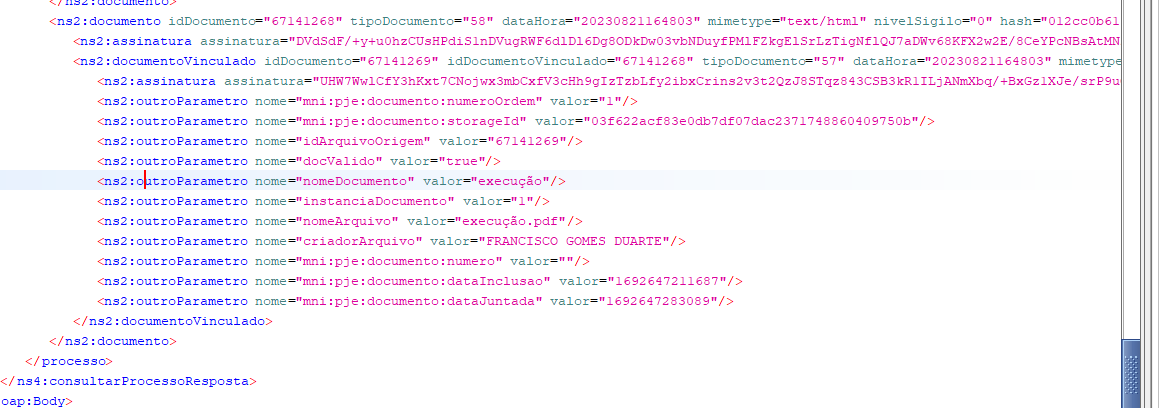 </ns2:documento>
<ns2:documento idDocumento="67141268" tipoDocumento="58" dataHora="20230821164803" mimetype="text/html" nivelSigilo="0" hash="012cc0b61
<ns2:assinatura assinatura="DVdSdF/+y+u0hzCUsHPdiSlnDVugRWF6dlDl6Dg8ODkDw03vbNDuyfPMlFZkgElSrLzTigNflQJ7aDWv68KFX2w2E/8CeYPcNBsAtMN
<ns2:documentoVinculado idDocumento="67141269" idDocumentoVinculado="67141268" tipoDocumento="57" dataHora="20230821164803" mimetype
<ns2:assinatura assinatura="UHW7WwlCfY3hKxt7CNojwx3mbCxfV3cHh9gIzTzbLfy2ibxCrins2v3t2QzJ8STqz843CSB3kR1ILjANmXbq/+BxGzlXJe/srP9u
<ns2:outroParametro nome="mni:pje:documento:numeroOrdem" valor="1"/>
<ns2:outroParametro nome="mni:pje:documento:storageId" valor="03f622acf83e0db7df07dac2371748860409750b"/>
<ns2:outroParametro nome="idArquivoOrigem" valor="67141269"/>
<ns2:outroParametro nome="docValido" valor="true"/>
<ns2:outroParametro nome="nomeDocumento" valor="execução"/>
<ns2:outroParametro nome="instanciaDocumento" valor="1"/>
<ns2:outroParametro nome="nomeArquivo" valor="execução.pdf"/>
<ns2:outroParametro nome="criadorArquivo" valor="FRANCISCO GOMES DUARTE"/>
<ns2:outroParametro nome="mni:pje:documento:numero" valor=""/>
<ns2:outroParametro nome="mni:pje:documento:dataInclusao" valor="1692647211687"/>
<ns2:outroParametro nome="mni:pje:documento:dataJuntada" valor="1692647283089"/>
</ns2:documentoVinculado>
</ns2:documento>
</processo>
</ns4:consultarProcessoResposta>
oap:Body>